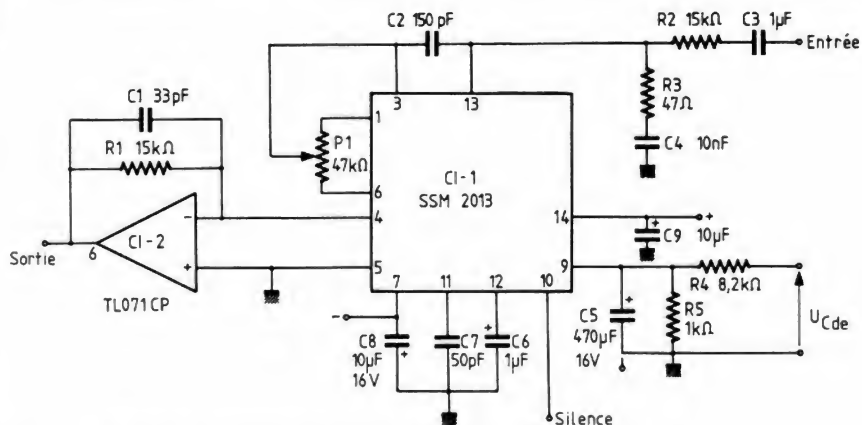 C2 150 pF
R2 15kΩ
C3 1µF
Entrée
3
13
C1 33pF
R1 15kΩ
1
P1
47kΩ
6
CI-1
SSM 2013
R3
47Ω
C4 10nF
-
CI-2
+
6
Sortie
TL071CP
4
5
14
+
+
C9 10µF
9
R4 8,2kΩ
7
11
12
10
-
C8
10µF
16V
+
C7
50pF
+
C6
1µF
+
C5
470µF
16V
R5
1kΩ
UCde
Silence